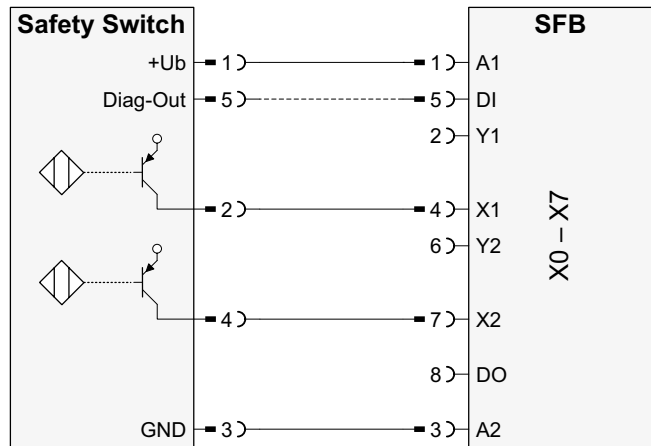 Safety Switch SFB
+Ub 1 1 A1
Diag-Out 5 5 DI
2 Y1
2 4 X1
6 Y2
X0 – X7
4 7 X2
8 DO
GND 3 3 A2